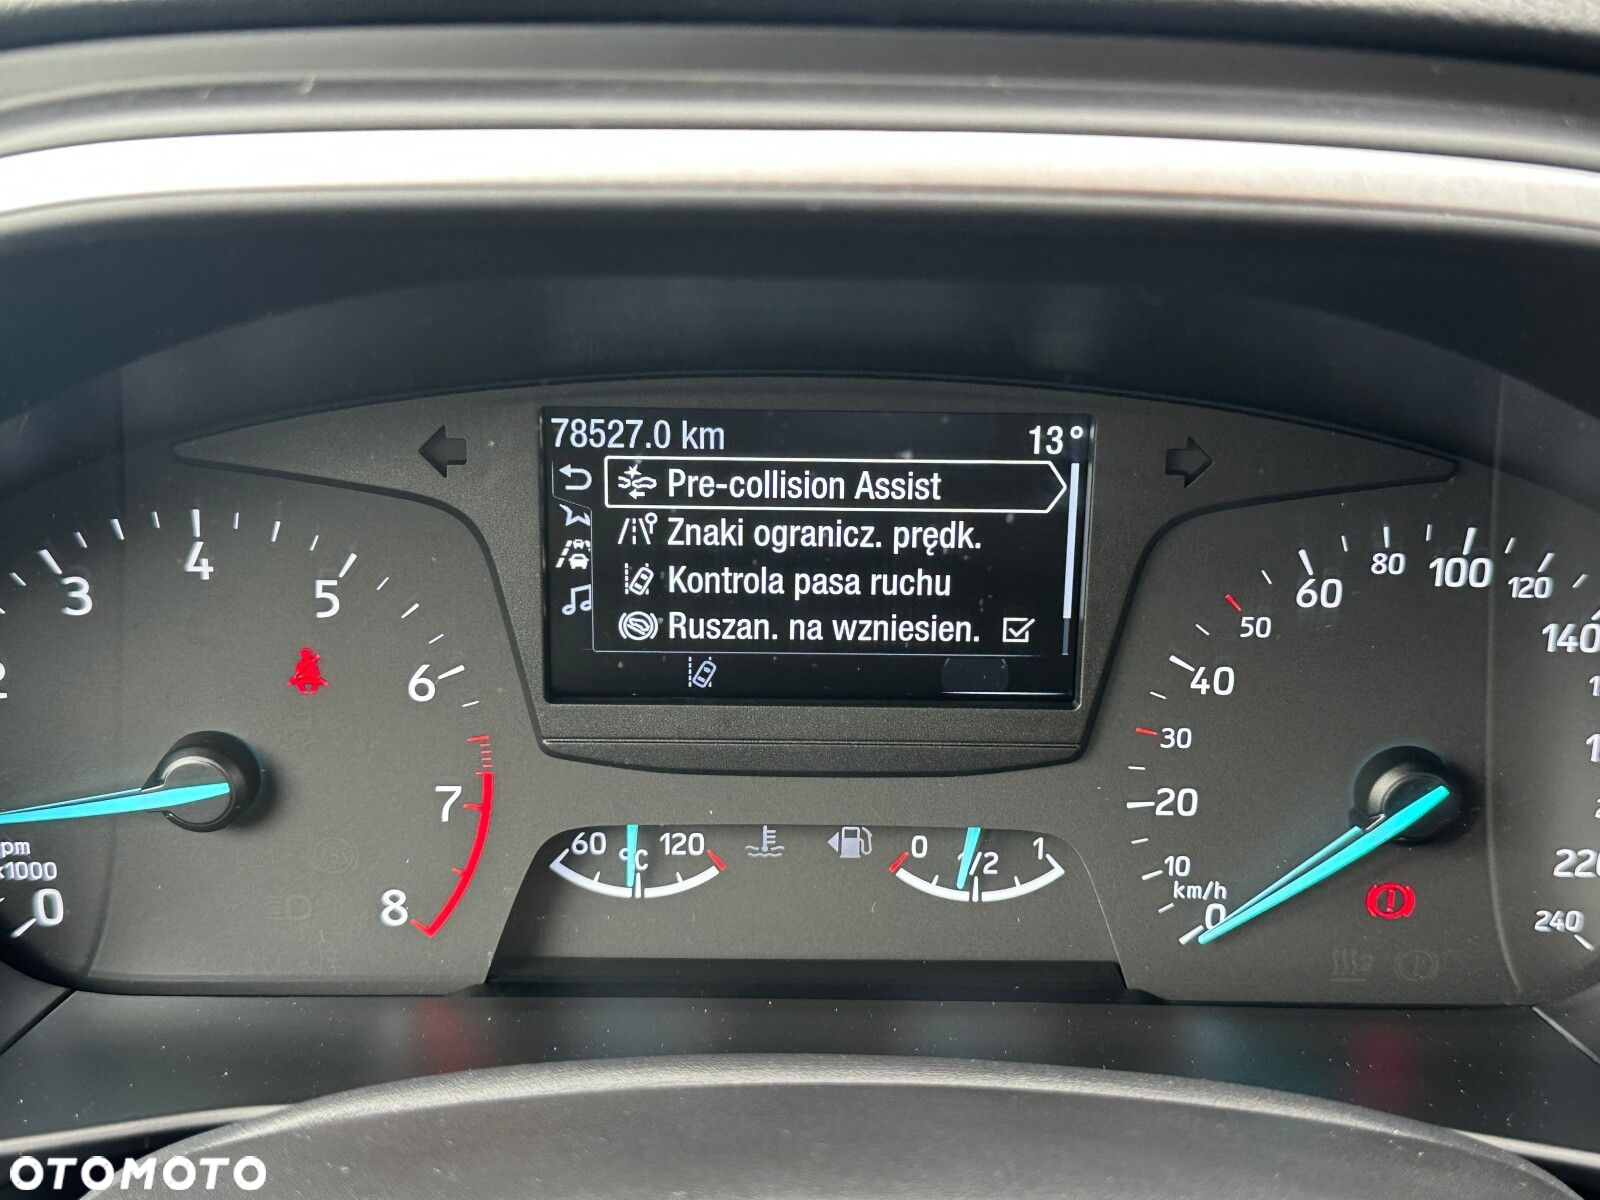 78527.0 km 13°
Pre-collision Assist
Znaki ogranicz. prędk.
Kontrola pasa ruchu
Ruszan. na wzniesien.
3 4 5 6 7 8
x1000
0
60 120
°C
0 1/2 1
0 10 20 30 40 50 60 80 100 120 140
km/h
220
240
OTOMOTO